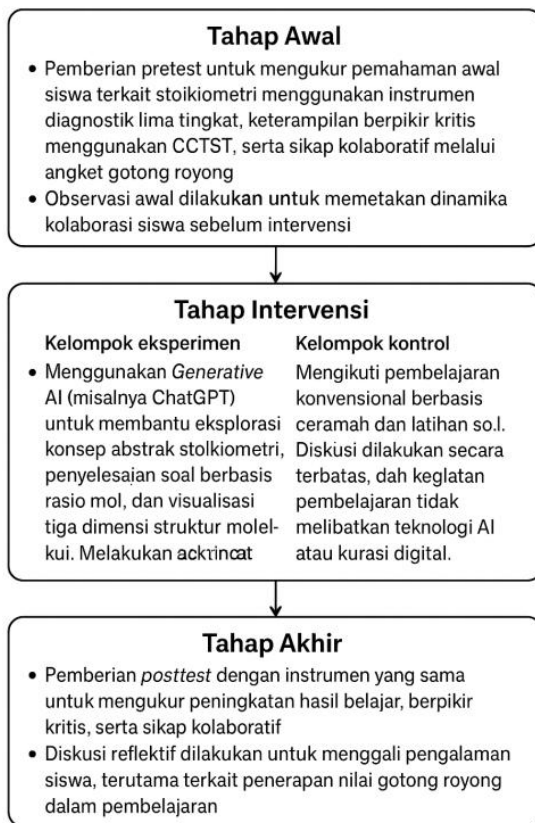 Tahap Awal
• Pemberian pretest untuk mengukur pemahaman awal
siswa terkait stoikiometri menggunakan instrumen
diagnostik lima tingkat, keterampilan berpikir kritis
menggunakan CCTST, serta sikap kolaboratif melalui
angket gotong royong
• Observasi awal dilakukan untuk memetakan dinamika
kolaborasi siswa sebelum intervensi
Tahap Intervensi
Kelompok eksperimen
• Menggunakan Generative
AI (misalnya ChatGPT)
untuk membantu eksplorasi
konsep abstrak stolkiometri,
penyelesaian soal berbasis
rasio mol, dan visualisasi
tiga dimensi struktur molel-
kui. Melakukan
Kelompok kontrol
Mengikuti pembelajaran
konvensional berbasis
ceramah dan latihan so.l.
Diskusi dilakukan secara
terbatas, dah keglatan
pembelajaran tidak
melibatkan teknologi AI
atau kurasi digital.
Tahap Akhir
• Pemberian posttest dengan instrumen yang sama
untuk mengukur peningkatan hasil belajar, berpikir
kritis, serta sikap kolaboratif
• Diskusi reflektif dilakukan untuk menggali pengalaman
siswa, terutama terkait penerapan nilai gotong royong
dalam pembelajaran